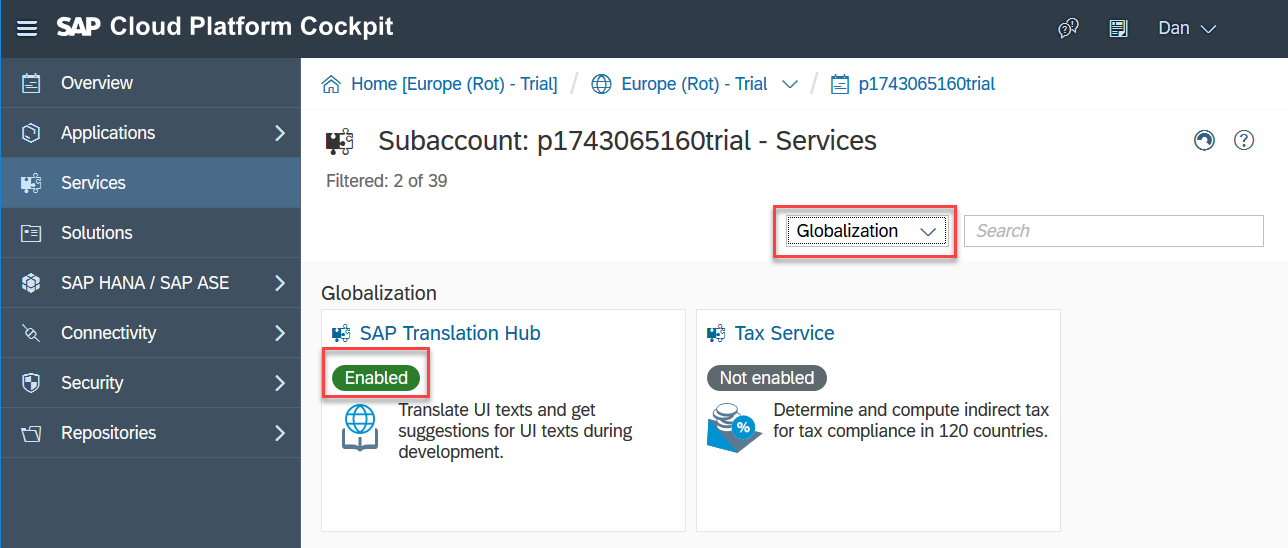 SAP Cloud Platform Cockpit
Dan
Overview
Applications
Services
Solutions
SAP HANA / SAP ASE
Connectivity
Security
Repositories
Home [Europe (Rot) - Trial] / Europe (Rot) - Trial / p1743065160trial
Subaccount: p1743065160trial - Services
Filtered: 2 of 39
Globalization
Search
Globalization
SAP Translation Hub
Enabled
Translate UI texts and get
suggestions for UI texts during
development.
Tax Service
Not enabled
%
Determine and compute indirect tax
for tax compliance in 120 countries.